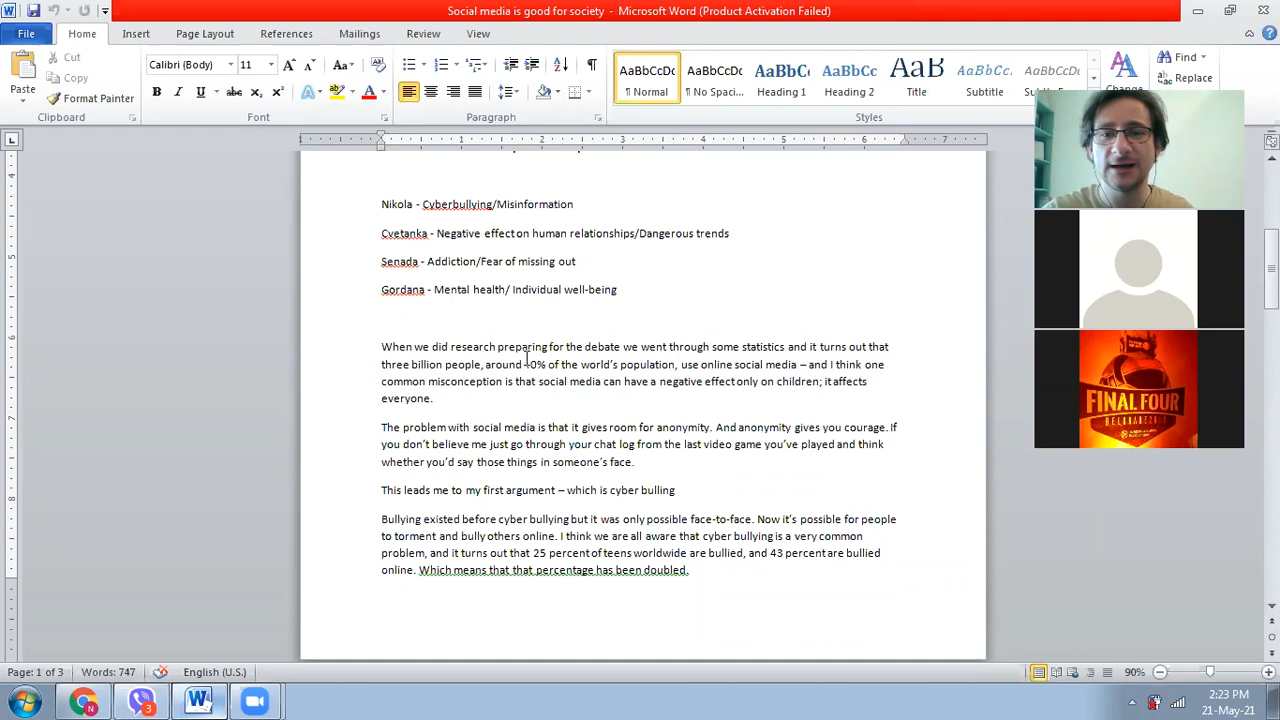 Social media is good for society - Microsoft Word (Product Activation Failed)
File Home Insert Page Layout References Mailings Review View
Calibri (Body) 11
Cut
Copy
Format Painter
Paste
AaBbCcDc AaBbCcDc AaBbC AaBbCc AaB AaBbCc. AaBbCcDc
¶ Normal ¶ No Spaci... Heading 1 Heading 2 Title Subtitle Subtle Em...
Change
Find
Replace
Clipboard Font Paragraph Styles
1 2 3 4 5 6 7
Nikola - Cyberbullying/Misinformation
Cvetanka - Negative effect on human relationships/Dangerous trends
Senada - Addiction/Fear of missing out
Gordana - Mental health/ Individual well-being
When we did research preparing for the debate we went through some statistics and it turns out that
three billion people, around 40% of the world's population, use online social media – and I think one
common misconception is that social media can have a negative effect only on children; it affects
everyone.
The problem with social media is that it gives room for anonymity. And anonymity gives you courage. If
you don't believe me just go through your chat log from the last video game you've played and think
whether you'd say those things in someone's face.
This leads me to my first argument – which is cyber bulling
Bullying existed before cyber bullying but it was only possible face-to-face. Now it's possible for people
to torment and bully others online. I think we are all aware that cyber bullying is a very common
problem, and it turns out that 25 percent of teens worldwide are bullied, and 43 percent are bullied
online. Which means that that percentage has been doubled.
FINAL FOUR
Page: 1 of 3 Words: 747 English (U.S.) 90%
3
2:23 PM
21-May-21